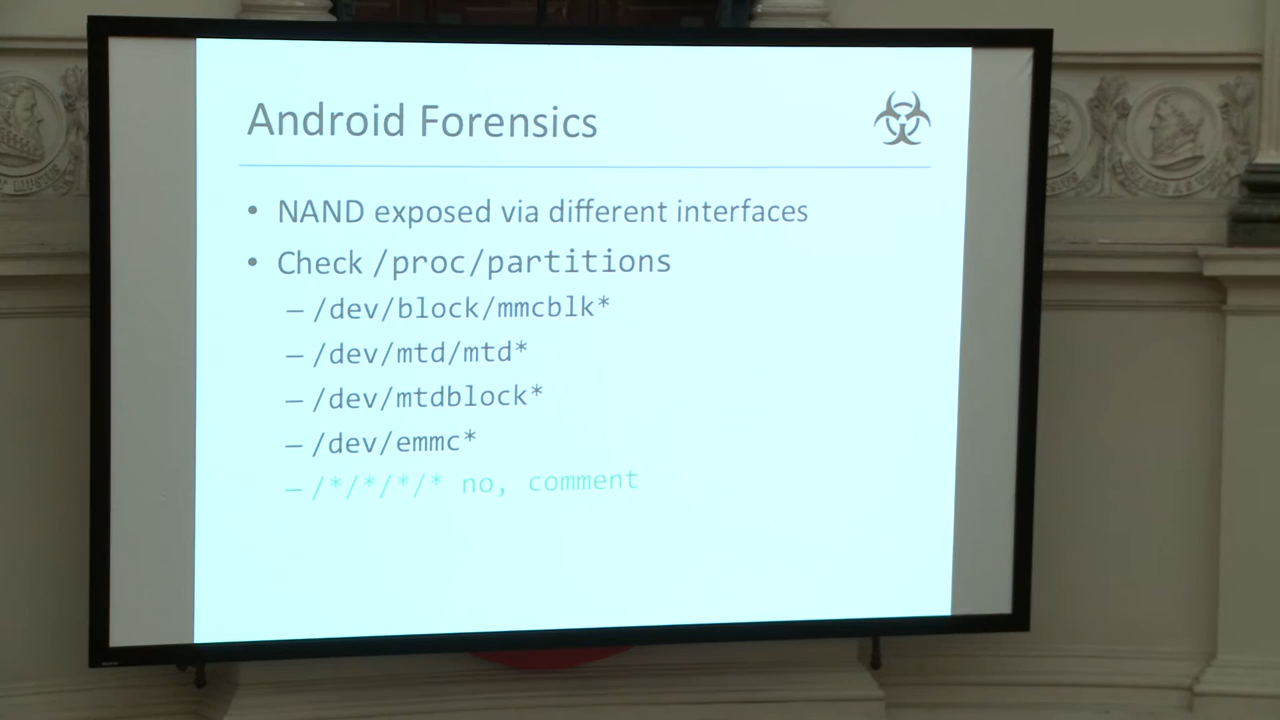 Android Forensics
• NAND exposed via different interfaces
• Check /proc/partitions
– /dev/block/mmcblk*
– /dev/mtd/mtd*
– /dev/mtdblock*
– /dev/emmc*
– /*/*/*/* no, comment